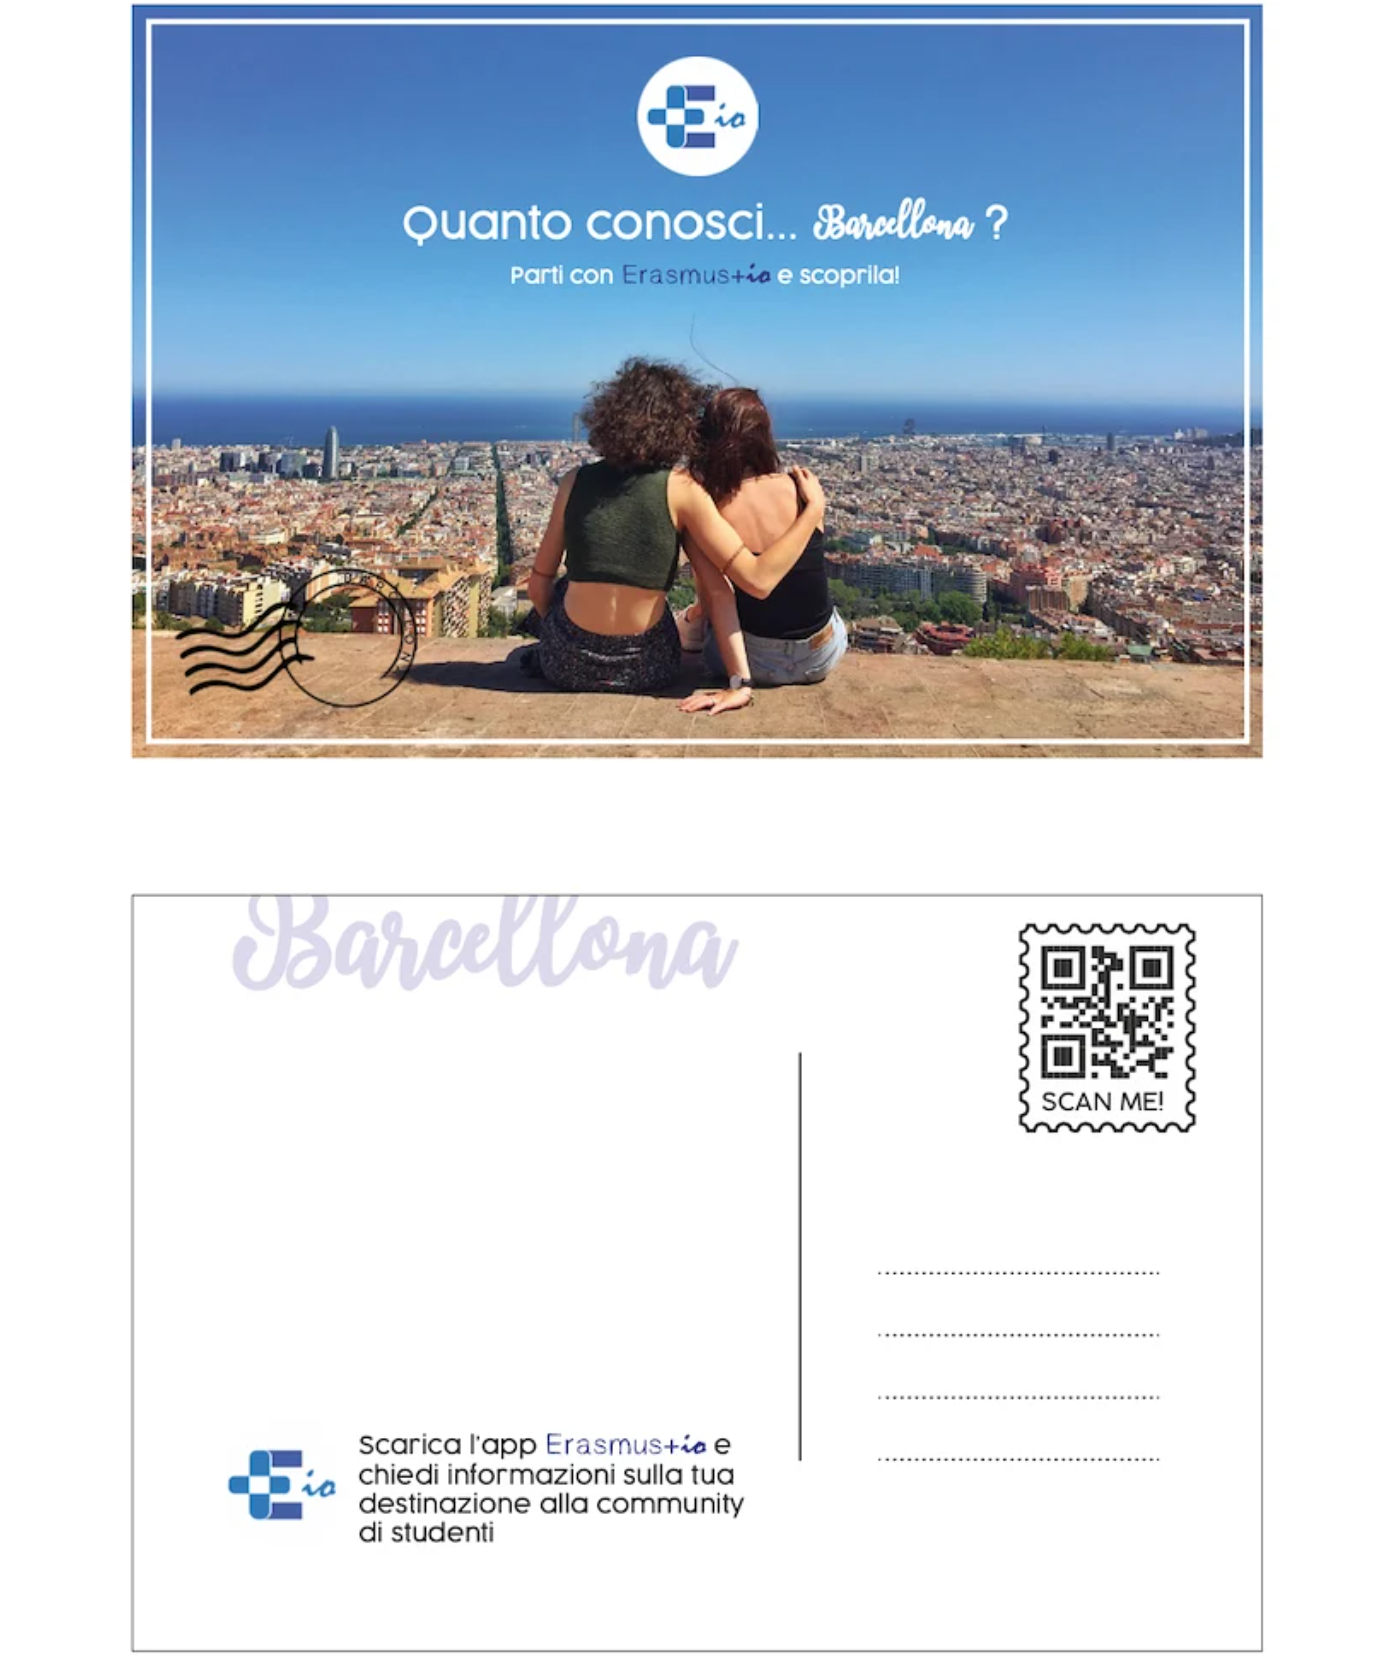 E io
Quanto conosci... Barcellona ?
Parti con Erasmus+io e scoprila!
Barcellona
SCAN ME!
Scarica l'app Erasmus+io e
chiedi informazioni sulla tua
destinazione alla community
di studenti
E io